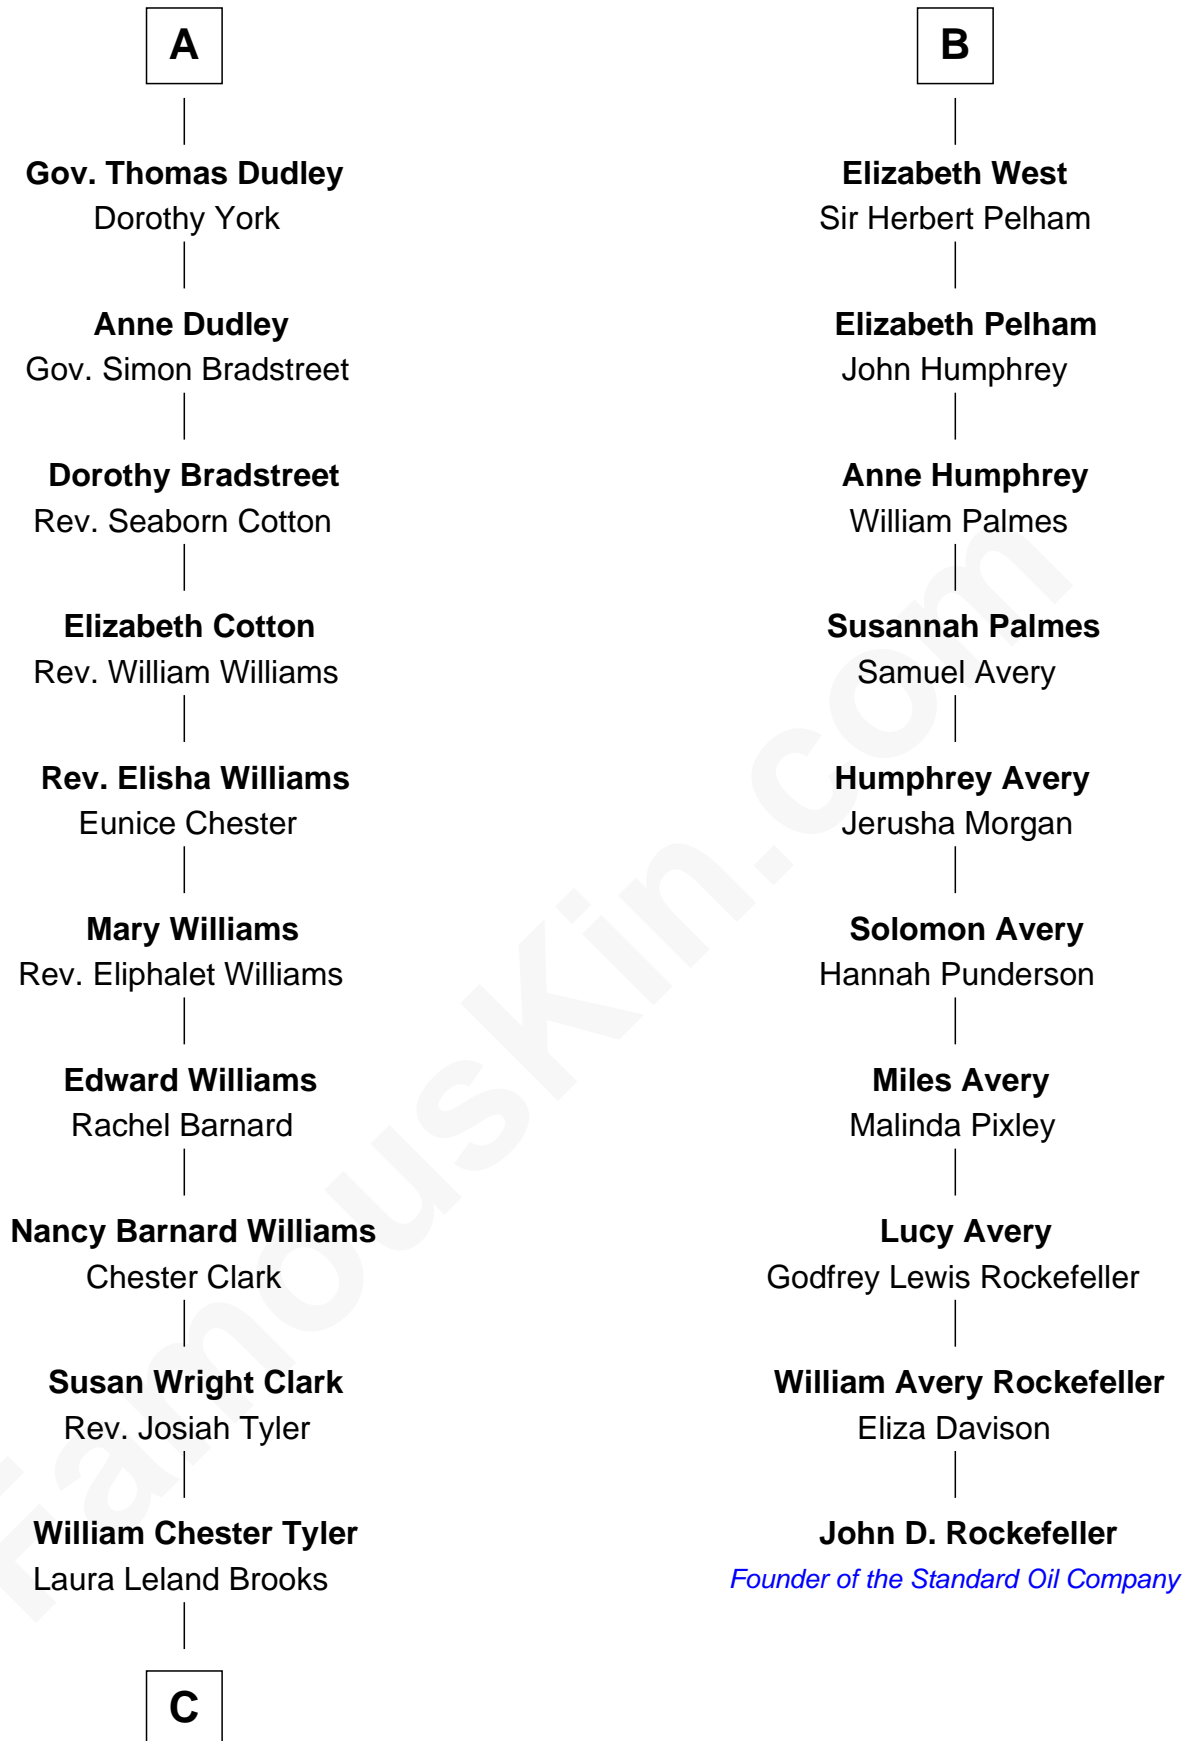 A
Gov. Thomas Dudley
Dorothy York
Anne Dudley
Gov. Simon Bradstreet
Dorothy Bradstreet
Rev. Seaborn Cotton
Elizabeth Cotton
Rev. William Williams
Rev. Elisha Williams
Eunice Chester
Mary Williams
Rev. Eliphalet Williams
Edward Williams
Rachel Barnard
Nancy Barnard Williams
Chester Clark
Susan Wright Clark
Rev. Josiah Tyler
William Chester Tyler
Laura Leland Brooks
C
B
Elizabeth West
Sir Herbert Pelham
Elizabeth Pelham
John Humphrey
Anne Humphrey
William Palmes
Susannah Palmes
Samuel Avery
Humphrey Avery
Jerusha Morgan
Solomon Avery
Hannah Punderson
Miles Avery
Malinda Pixley
Lucy Avery
Godfrey Lewis Rockefeller
William Avery Rockefeller
Eliza Davison
John D. Rockefeller
Founder of the Standard Oil Company
FamousKin.com